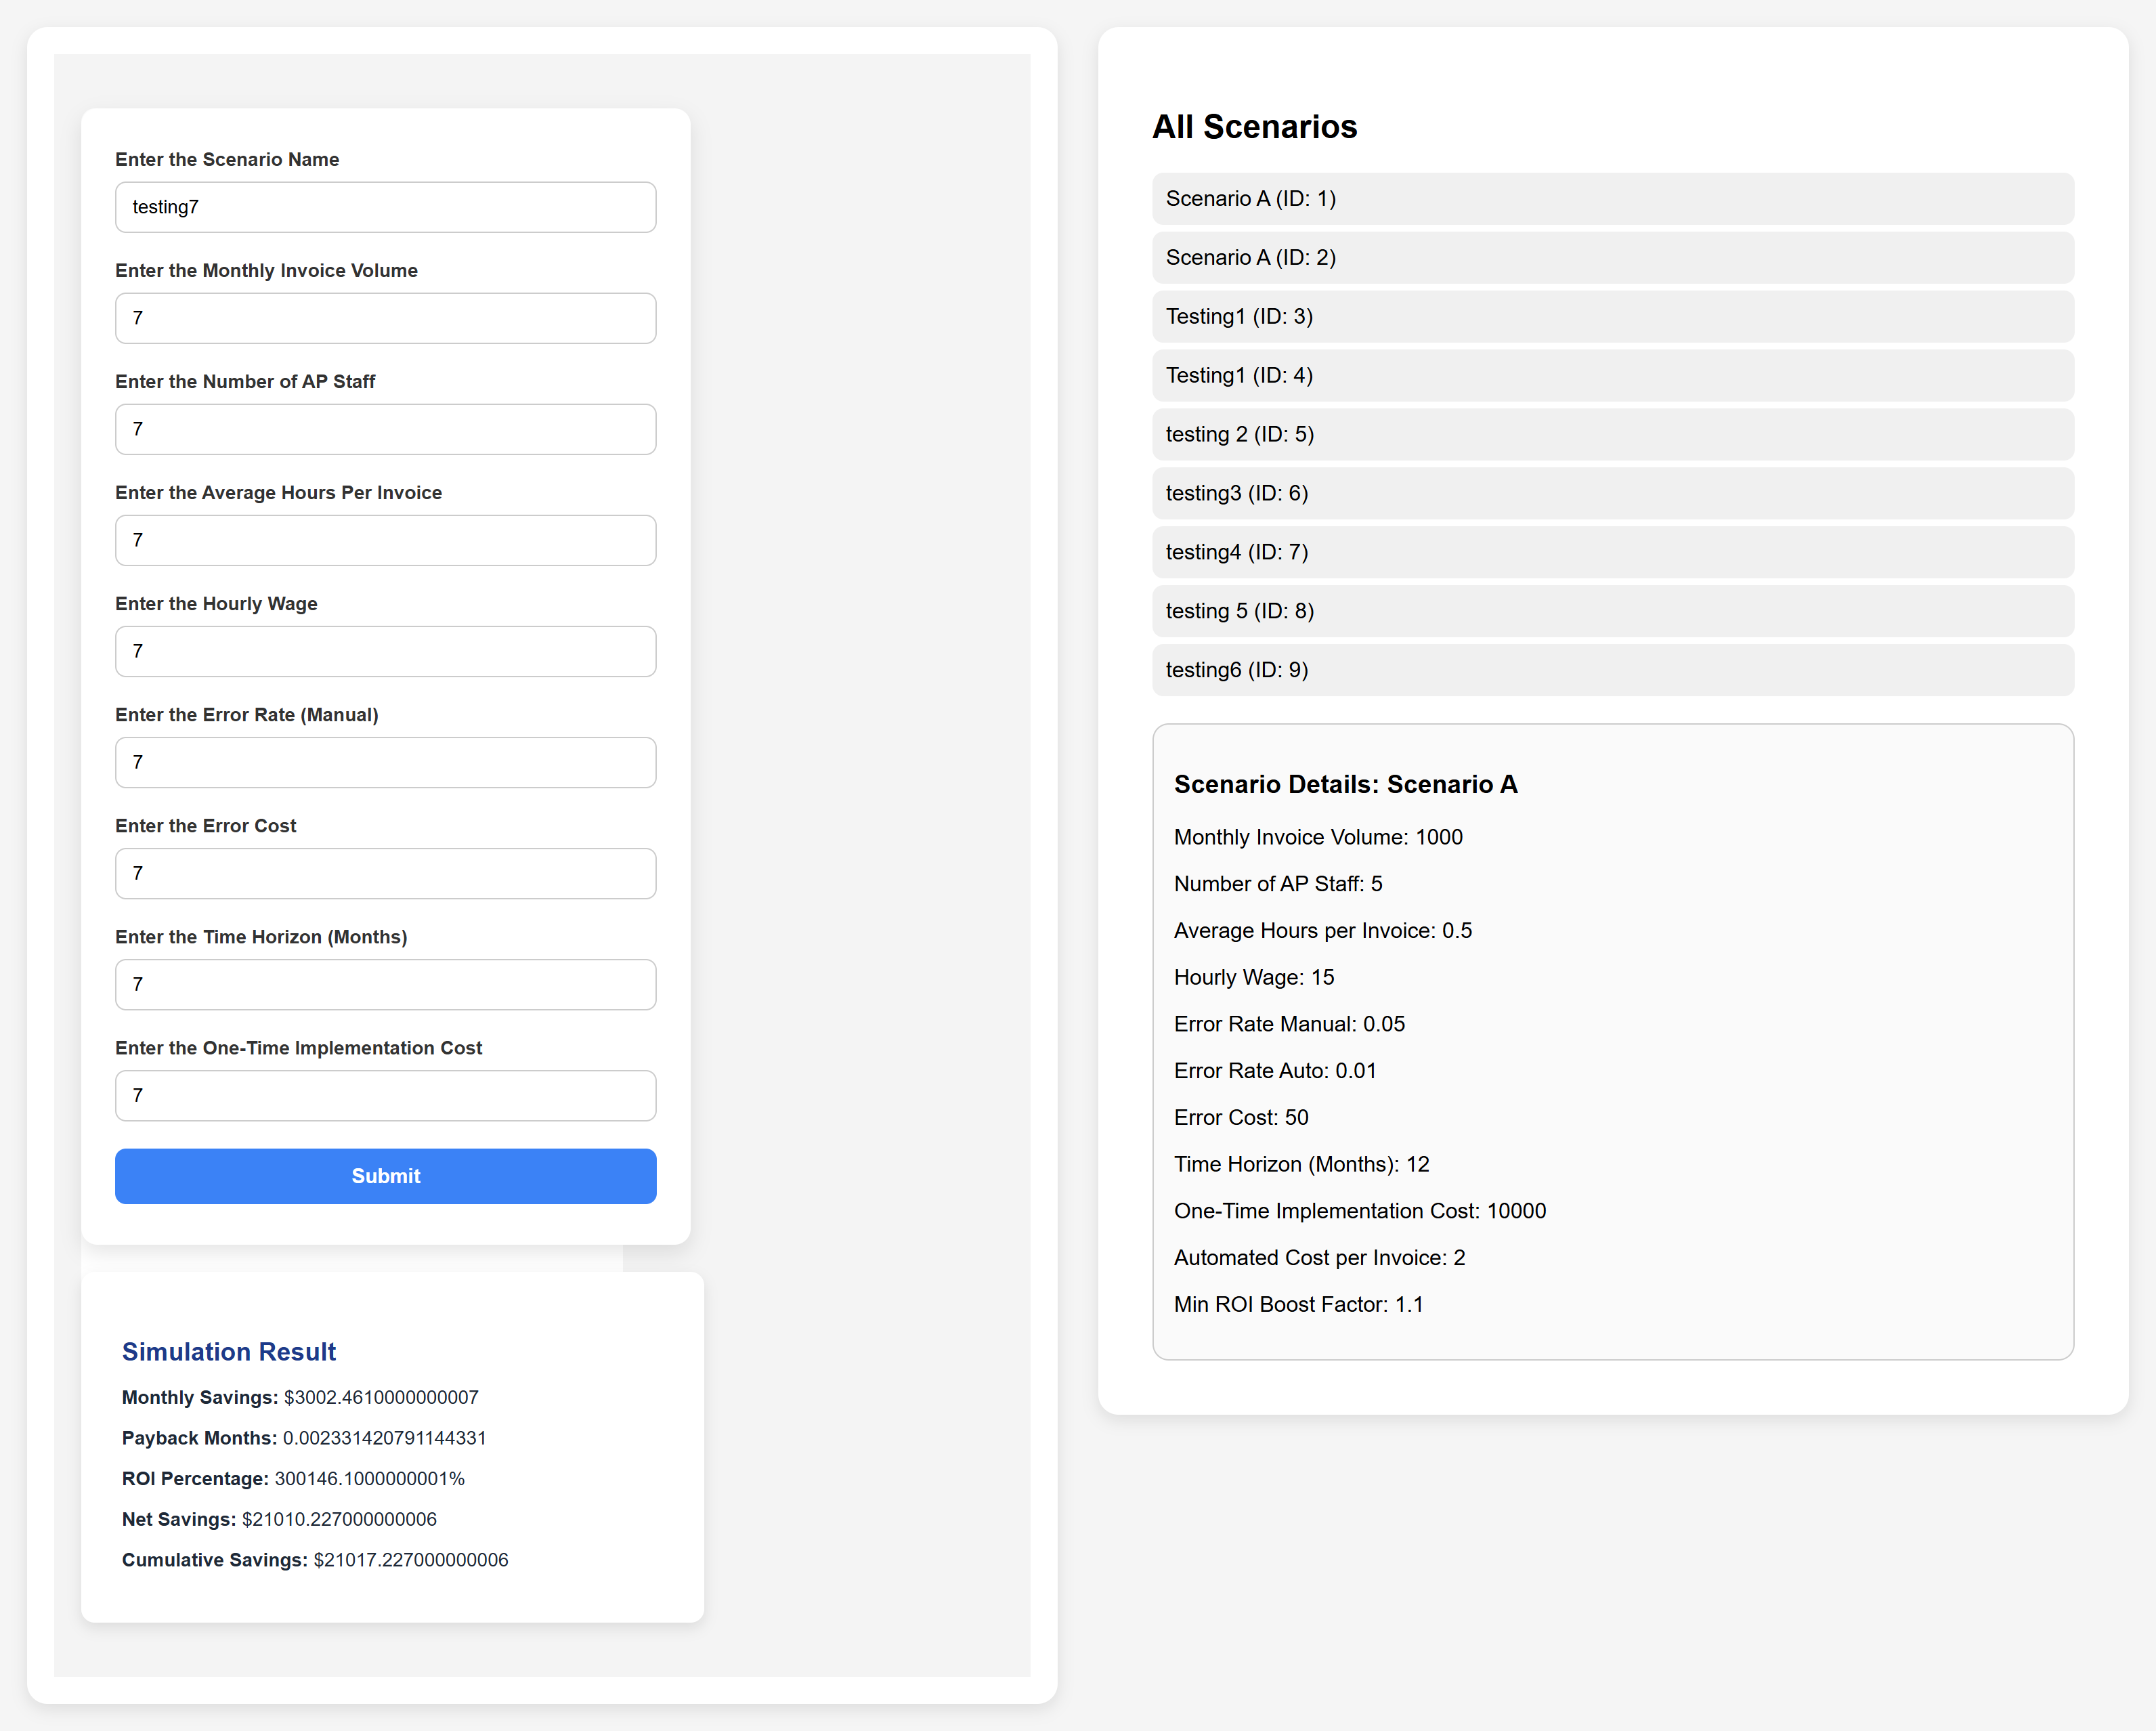 Enter the Scenario Name
testing7
Enter the Monthly Invoice Volume
7
Enter the Number of AP Staff
7
Enter the Average Hours Per Invoice
7
Enter the Hourly Wage
7
Enter the Error Rate (Manual)
7
Enter the Error Cost
7
Enter the Time Horizon (Months)
7
Enter the One-Time Implementation Cost
7
Submit
Simulation Result
Monthly Savings: $3002.4610000000007
Payback Months: 0.002331420791144331
ROI Percentage: 300146.1000000001%
Net Savings: $21010.227000000006
Cumulative Savings: $21017.227000000006
All Scenarios
Scenario A (ID: 1)
Scenario A (ID: 2)
Testing1 (ID: 3)
Testing1 (ID: 4)
testing 2 (ID: 5)
testing3 (ID: 6)
testing4 (ID: 7)
testing 5 (ID: 8)
testing6 (ID: 9)
Scenario Details: Scenario A
Monthly Invoice Volume: 1000
Number of AP Staff: 5
Average Hours per Invoice: 0.5
Hourly Wage: 15
Error Rate Manual: 0.05
Error Rate Auto: 0.01
Error Cost: 50
Time Horizon (Months): 12
One-Time Implementation Cost: 10000
Automated Cost per Invoice: 2
Min ROI Boost Factor: 1.1